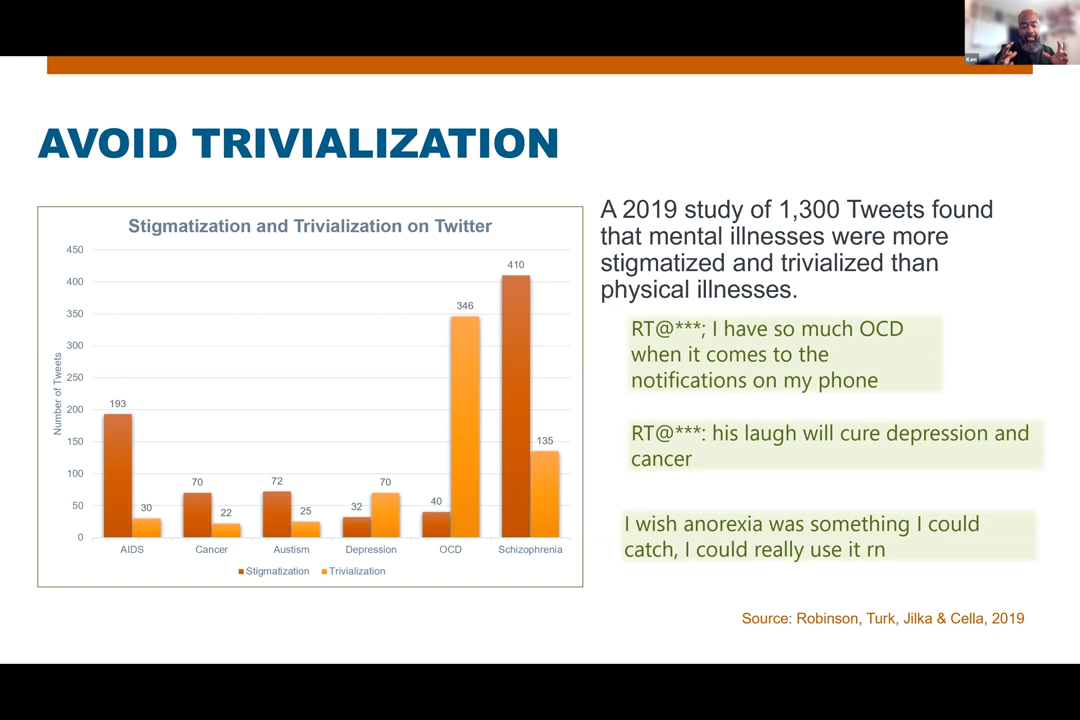 Ken
AVOID TRIVIALIZATION
Stigmatization and Trivialization on Twitter
450
400
350
300
250
200
150
100
50
0
Number of Tweets
193
30
70
22
72
25
32
70
40
346
410
135
AIDS
Cancer
Austism
Depression
OCD
Schizophrenia
Stigmatization
Trivialization
A 2019 study of 1,300 Tweets found
that mental illnesses were more
stigmatized and trivialized than
physical illnesses.
RT@***; I have so much OCD
when it comes to the
notifications on my phone
RT@***: his laugh will cure depression and
cancer
I wish anorexia was something I could
catch, I could really use it rn
Source: Robinson, Turk, Jilka & Cella, 2019